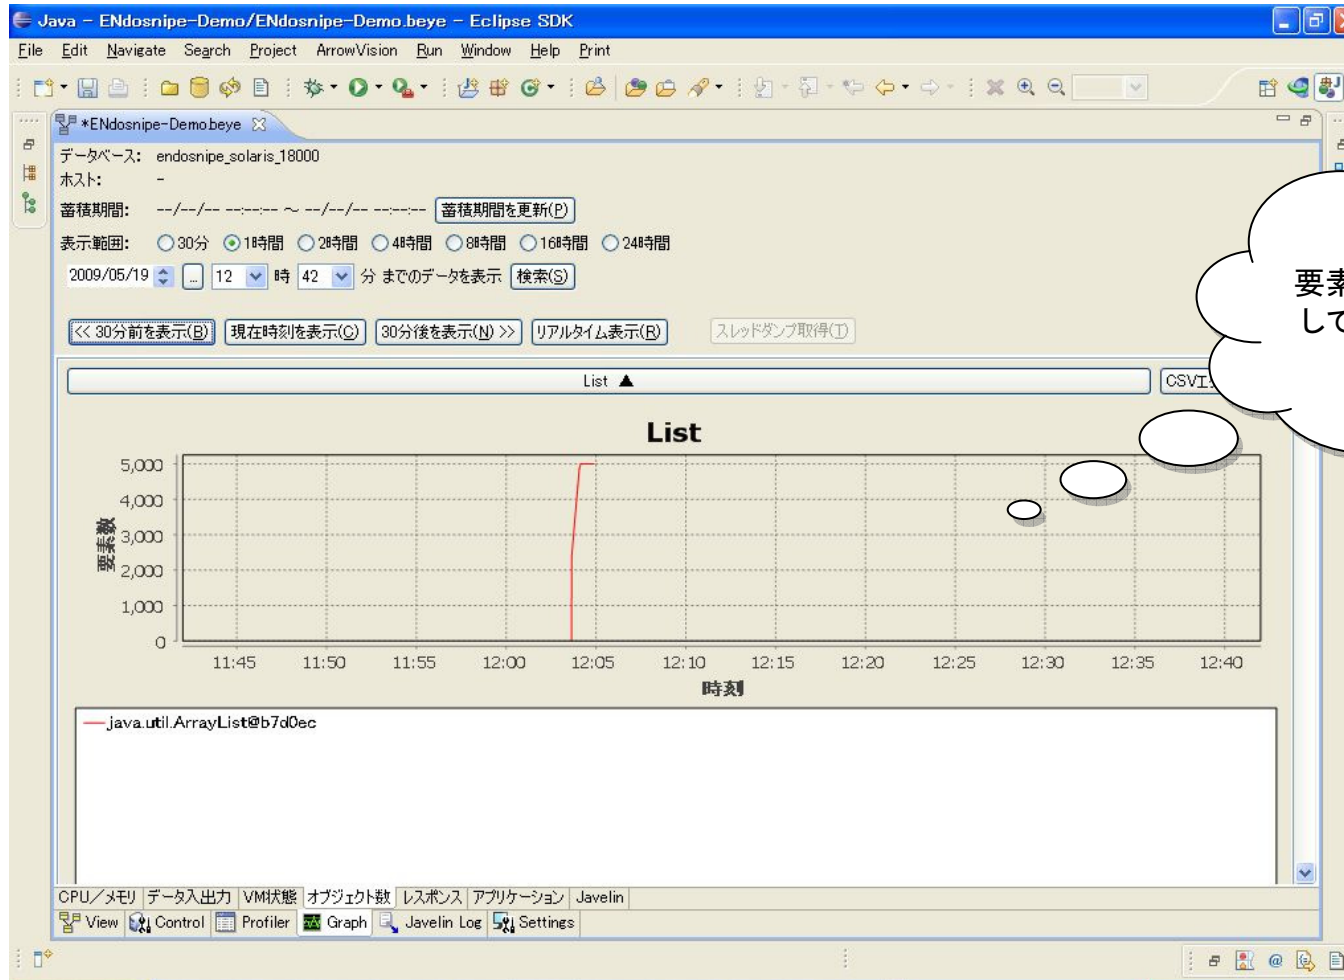 Java - ENdosnipe-Demo/ENdosnipe-Demo.beye - Eclipse SDK
File Edit Navigate Search Project ArrowVision Run Window Help Print
*ENdosnipe-Demo.beye
データベース: endosnipe_solaris_18000
ホスト: -
蓄積期間: --/--/-- --:--:-- ～ --/--/-- --:--:-- 蓄積期間を更新(P)
表示範囲: 30分 1時間 2時間 4時間 8時間 16時間 24時間
2009/05/19 ... 12 時 42 分 までのデータを表示 検索(S)
<< 30分前を表示(B) 現在時刻を表示(C) 30分後を表示(N) >> リアルタイム表示(R) スレッドダンプ取得(T)
要素
して
List ▲ CSVエ
List
5,000
4,000
3,000
2,000
1,000
0
要素数
11:45 11:50 11:55 12:00 12:05 12:10 12:15 12:20 12:25 12:30 12:35 12:40
時刻
java.util.ArrayList@b7d0ec
CPU／メモリ データ入出力 VM状態 オブジェクト数 レスポンス アプリケーション Javelin
View Control Profiler Graph Javelin Log Settings